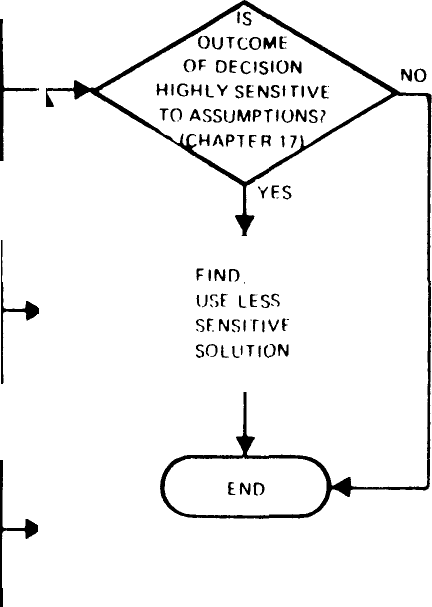 IS
OUTCOME
OF DECISION
HIGHLY SENSITIVE
TO ASSUMPTIONS?
(CHAPTER 17)
NO
YES
FIND,
USE LESS
SENSITIVE
SOLUTION
END